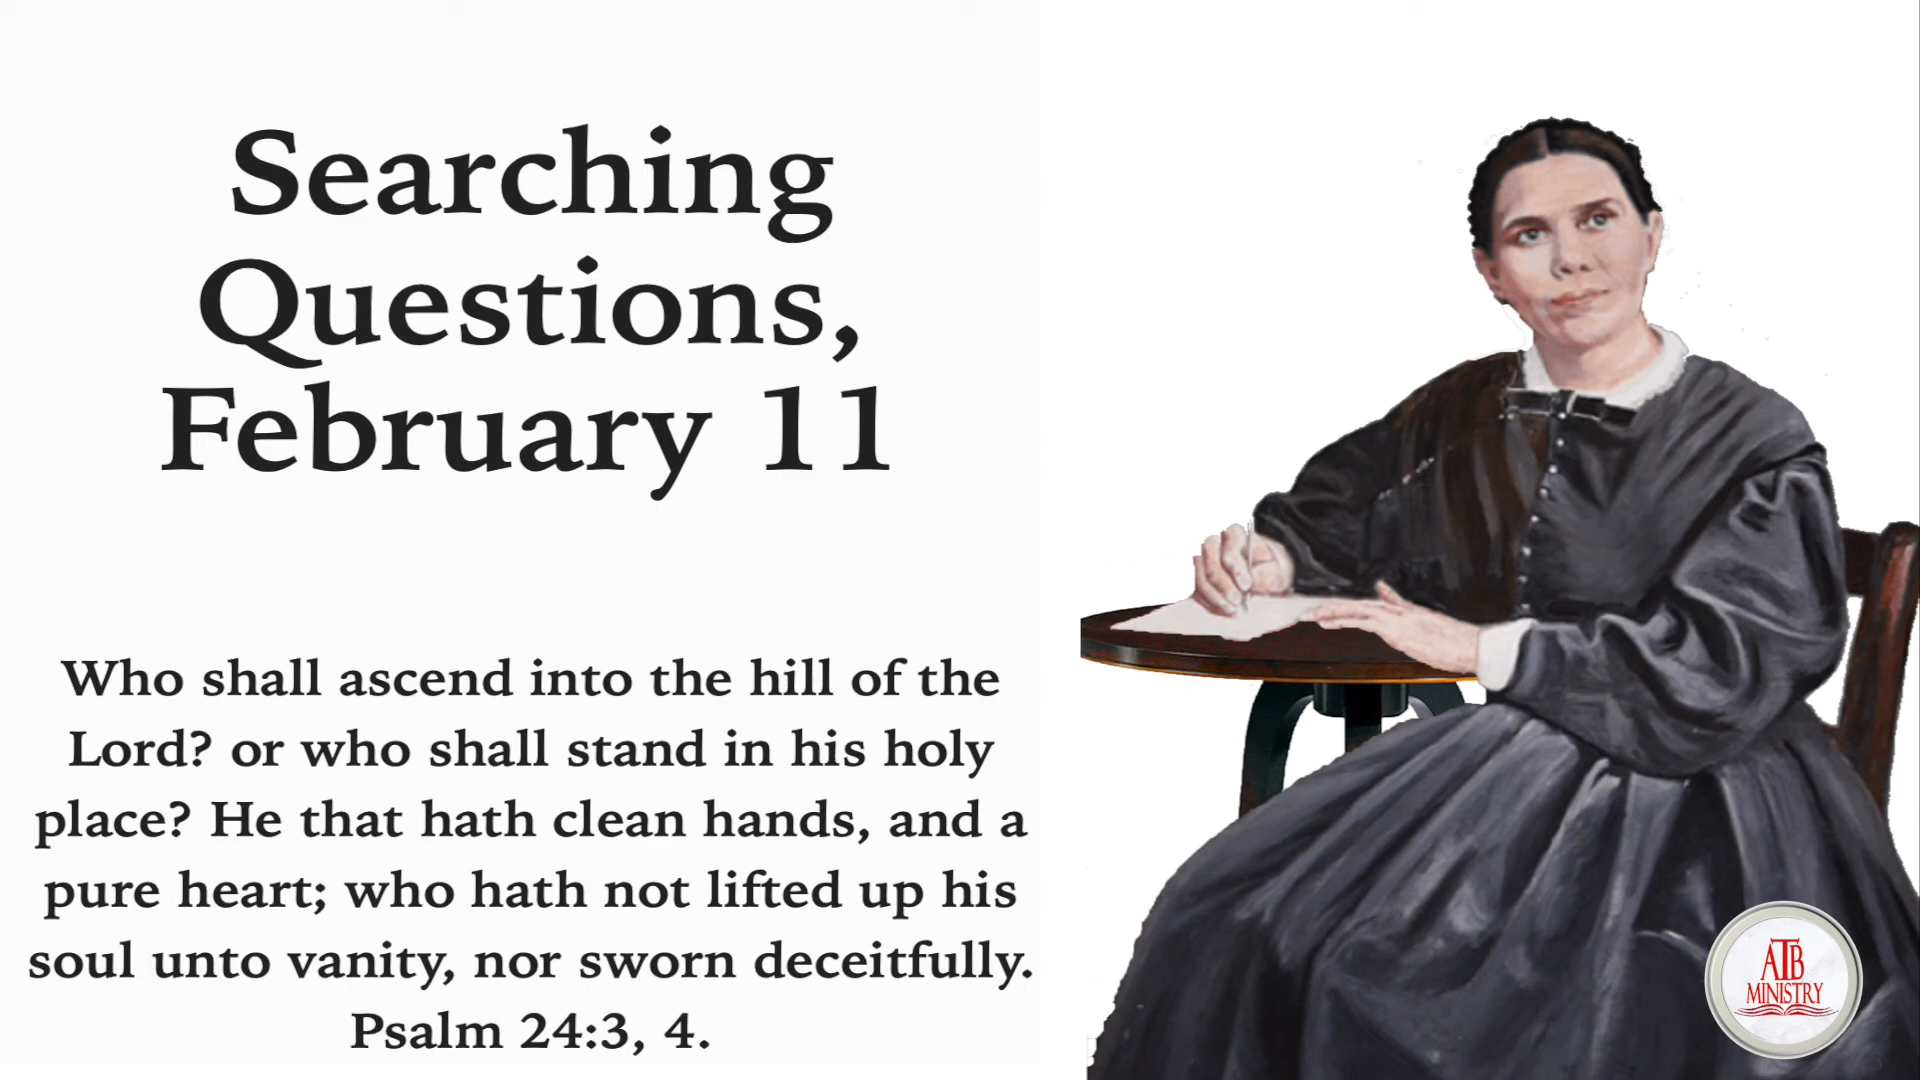 Searching
Questions,
February 11
Who shall ascend into the hill of the
Lord? or who shall stand in his holy
place? He that hath clean hands, and a
pure heart; who hath not lifted up his
soul unto vanity, nor sworn deceitfully.
Psalm 24:3, 4.
ATB
MINISTRY